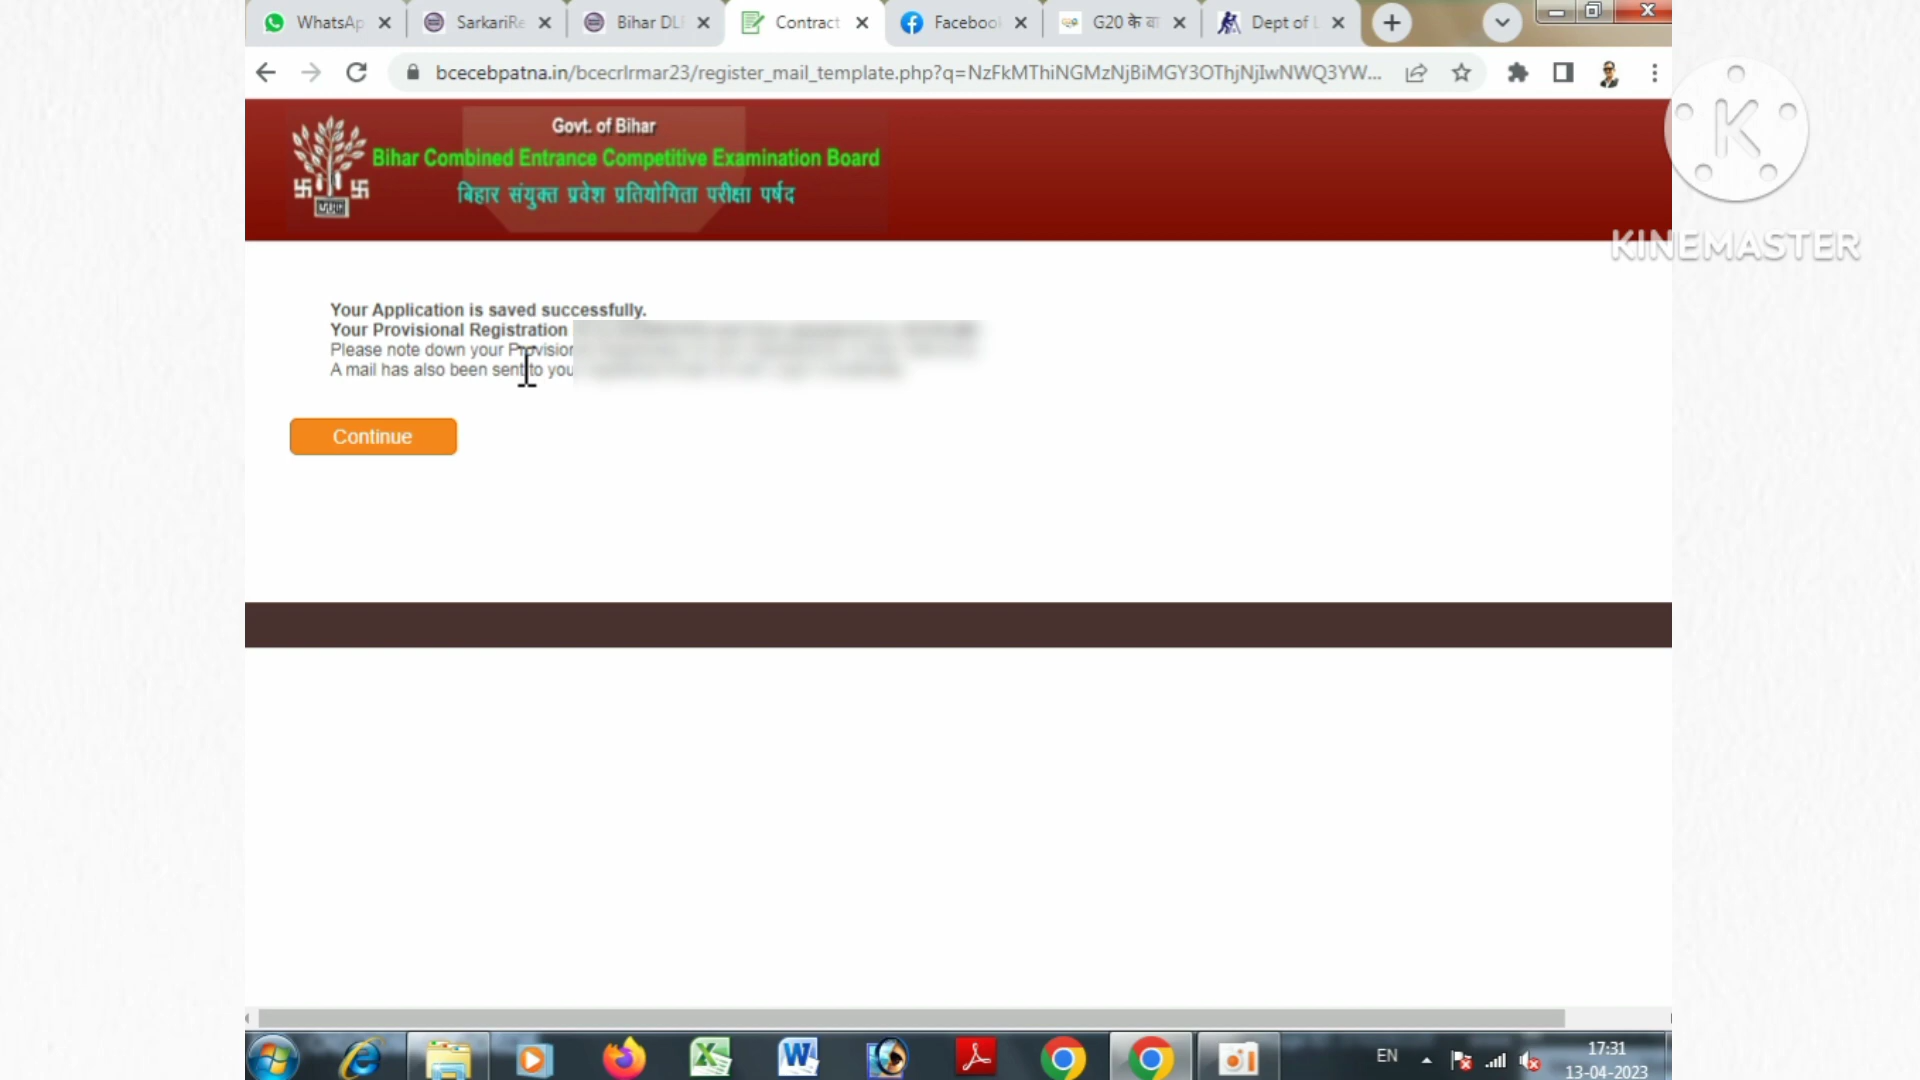 WhatsAp
SarkariRe
Bihar DL
Contract
Facebook
G20 के वा
Dept of L
bcecebpatna.in/bcecrlrmar23/register_mail_template.php?q=NzFkMThiNGMzNjBiMGY3OThjNjIwNWQ3YW...
K
KINEMASTER
Govt. of Bihar
Bihar Combined Entrance Competitive Examination Board
बिहार संयुक्त प्रवेश प्रतियोगिता परीक्षा पर्षद
Your Application is saved successfully.
Your Provisional Registration
Please note down your Provision
A mail has also been sent to you
Continue
EN
17:31
13-04-2023